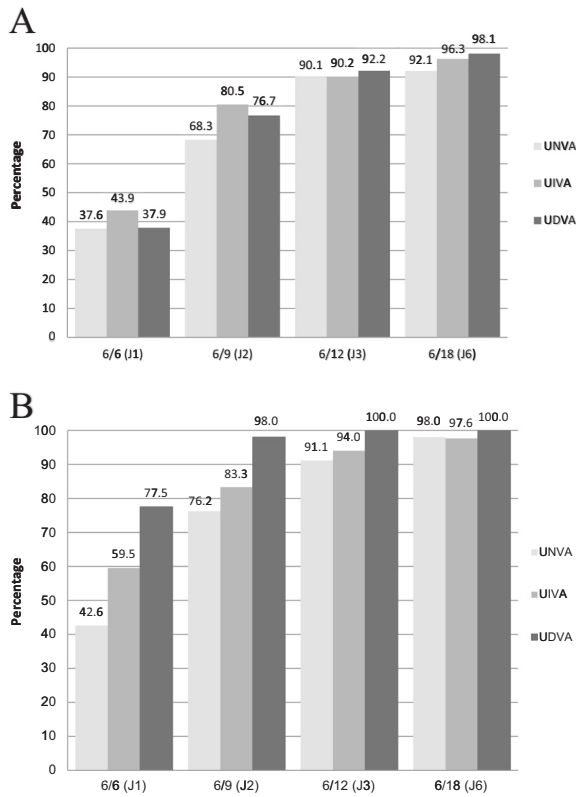 A
100
90
80
70
60
50
40
30
20
10
0
Percentage
37.6
43.9
37.9
68.3
80.5
76.7
90.1
90.2
92.2
92.1
96.3
98.1
6/6 (J1)
6/9 (J2)
6/12 (J3)
6/18 (J6)
UNVA
UIVA
UDVA
B
100
90
80
70
60
50
40
30
20
10
0
Percentage
42.6
59.5
77.5
76.2
83.3
98.0
91.1
94.0
100.0
98.0
97.6
100.0
6/6 (J1)
6/9 (J2)
6/12 (J3)
6/18 (J6)
UNVA
UIVA
UDVA